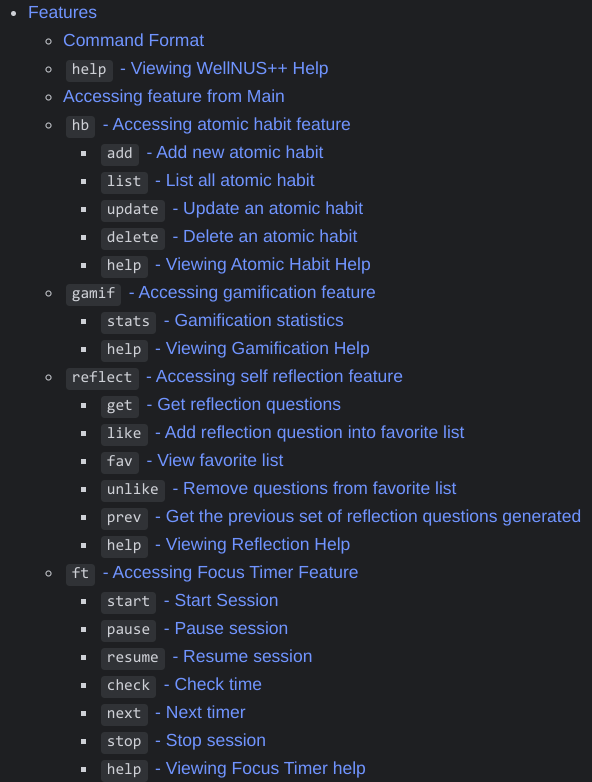 Features
Command Format
help - Viewing WellNUS++ Help
Accessing feature from Main
hb - Accessing atomic habit feature
add - Add new atomic habit
list - List all atomic habit
update - Update an atomic habit
delete - Delete an atomic habit
help - Viewing Atomic Habit Help
gamif - Accessing gamification feature
stats - Gamification statistics
help - Viewing Gamification Help
reflect - Accessing self reflection feature
get - Get reflection questions
like - Add reflection question into favorite list
fav - View favorite list
unlike - Remove questions from favorite list
prev - Get the previous set of reflection questions generated
help - Viewing Reflection Help
ft - Accessing Focus Timer Feature
start - Start Session
pause - Pause session
resume - Resume session
check - Check time
next - Next timer
stop - Stop session
help - Viewing Focus Timer help